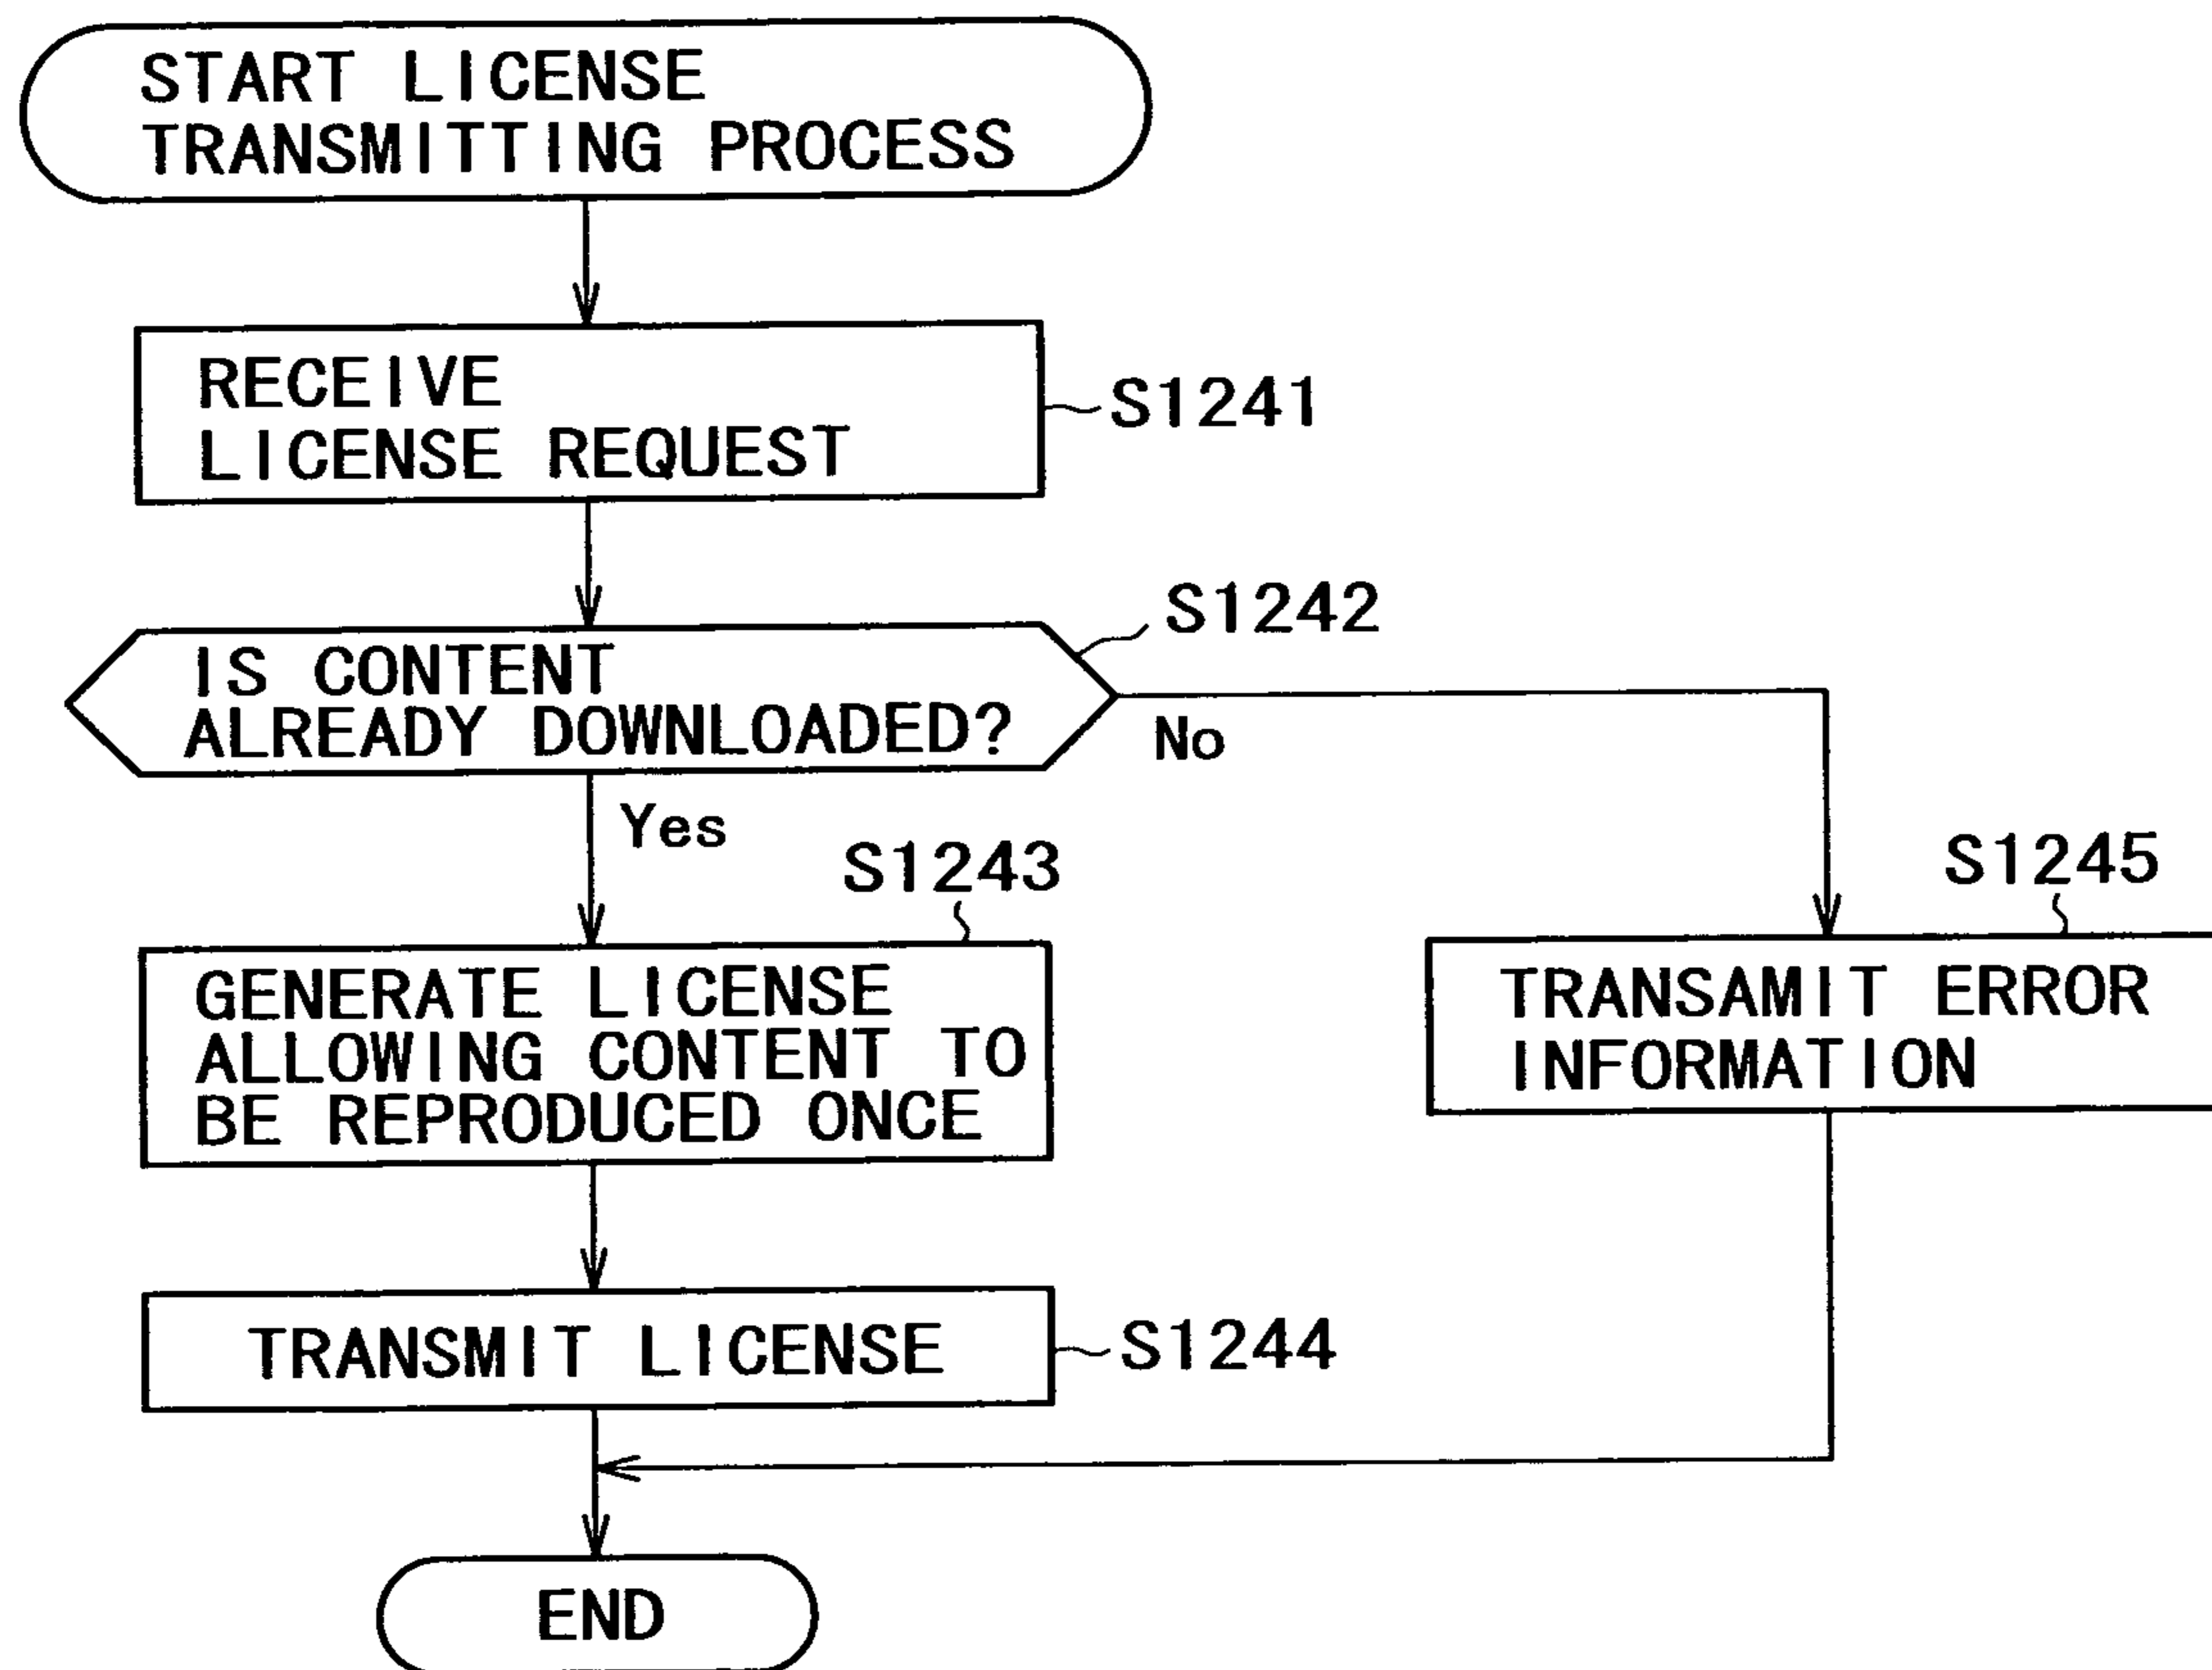 START LICENSE
TRANSMITTING PROCESS
RECEIVE
LICENSE REQUEST
S1241
S1242
IS CONTENT
ALREADY DOWNLOADED?
No
Yes
S1243
GENERATE LICENSE
ALLOWING CONTENT TO
BE REPRODUCED ONCE
S1245
TRANSAMIT ERROR
INFORMATION
TRANSMIT LICENSE
S1244
END